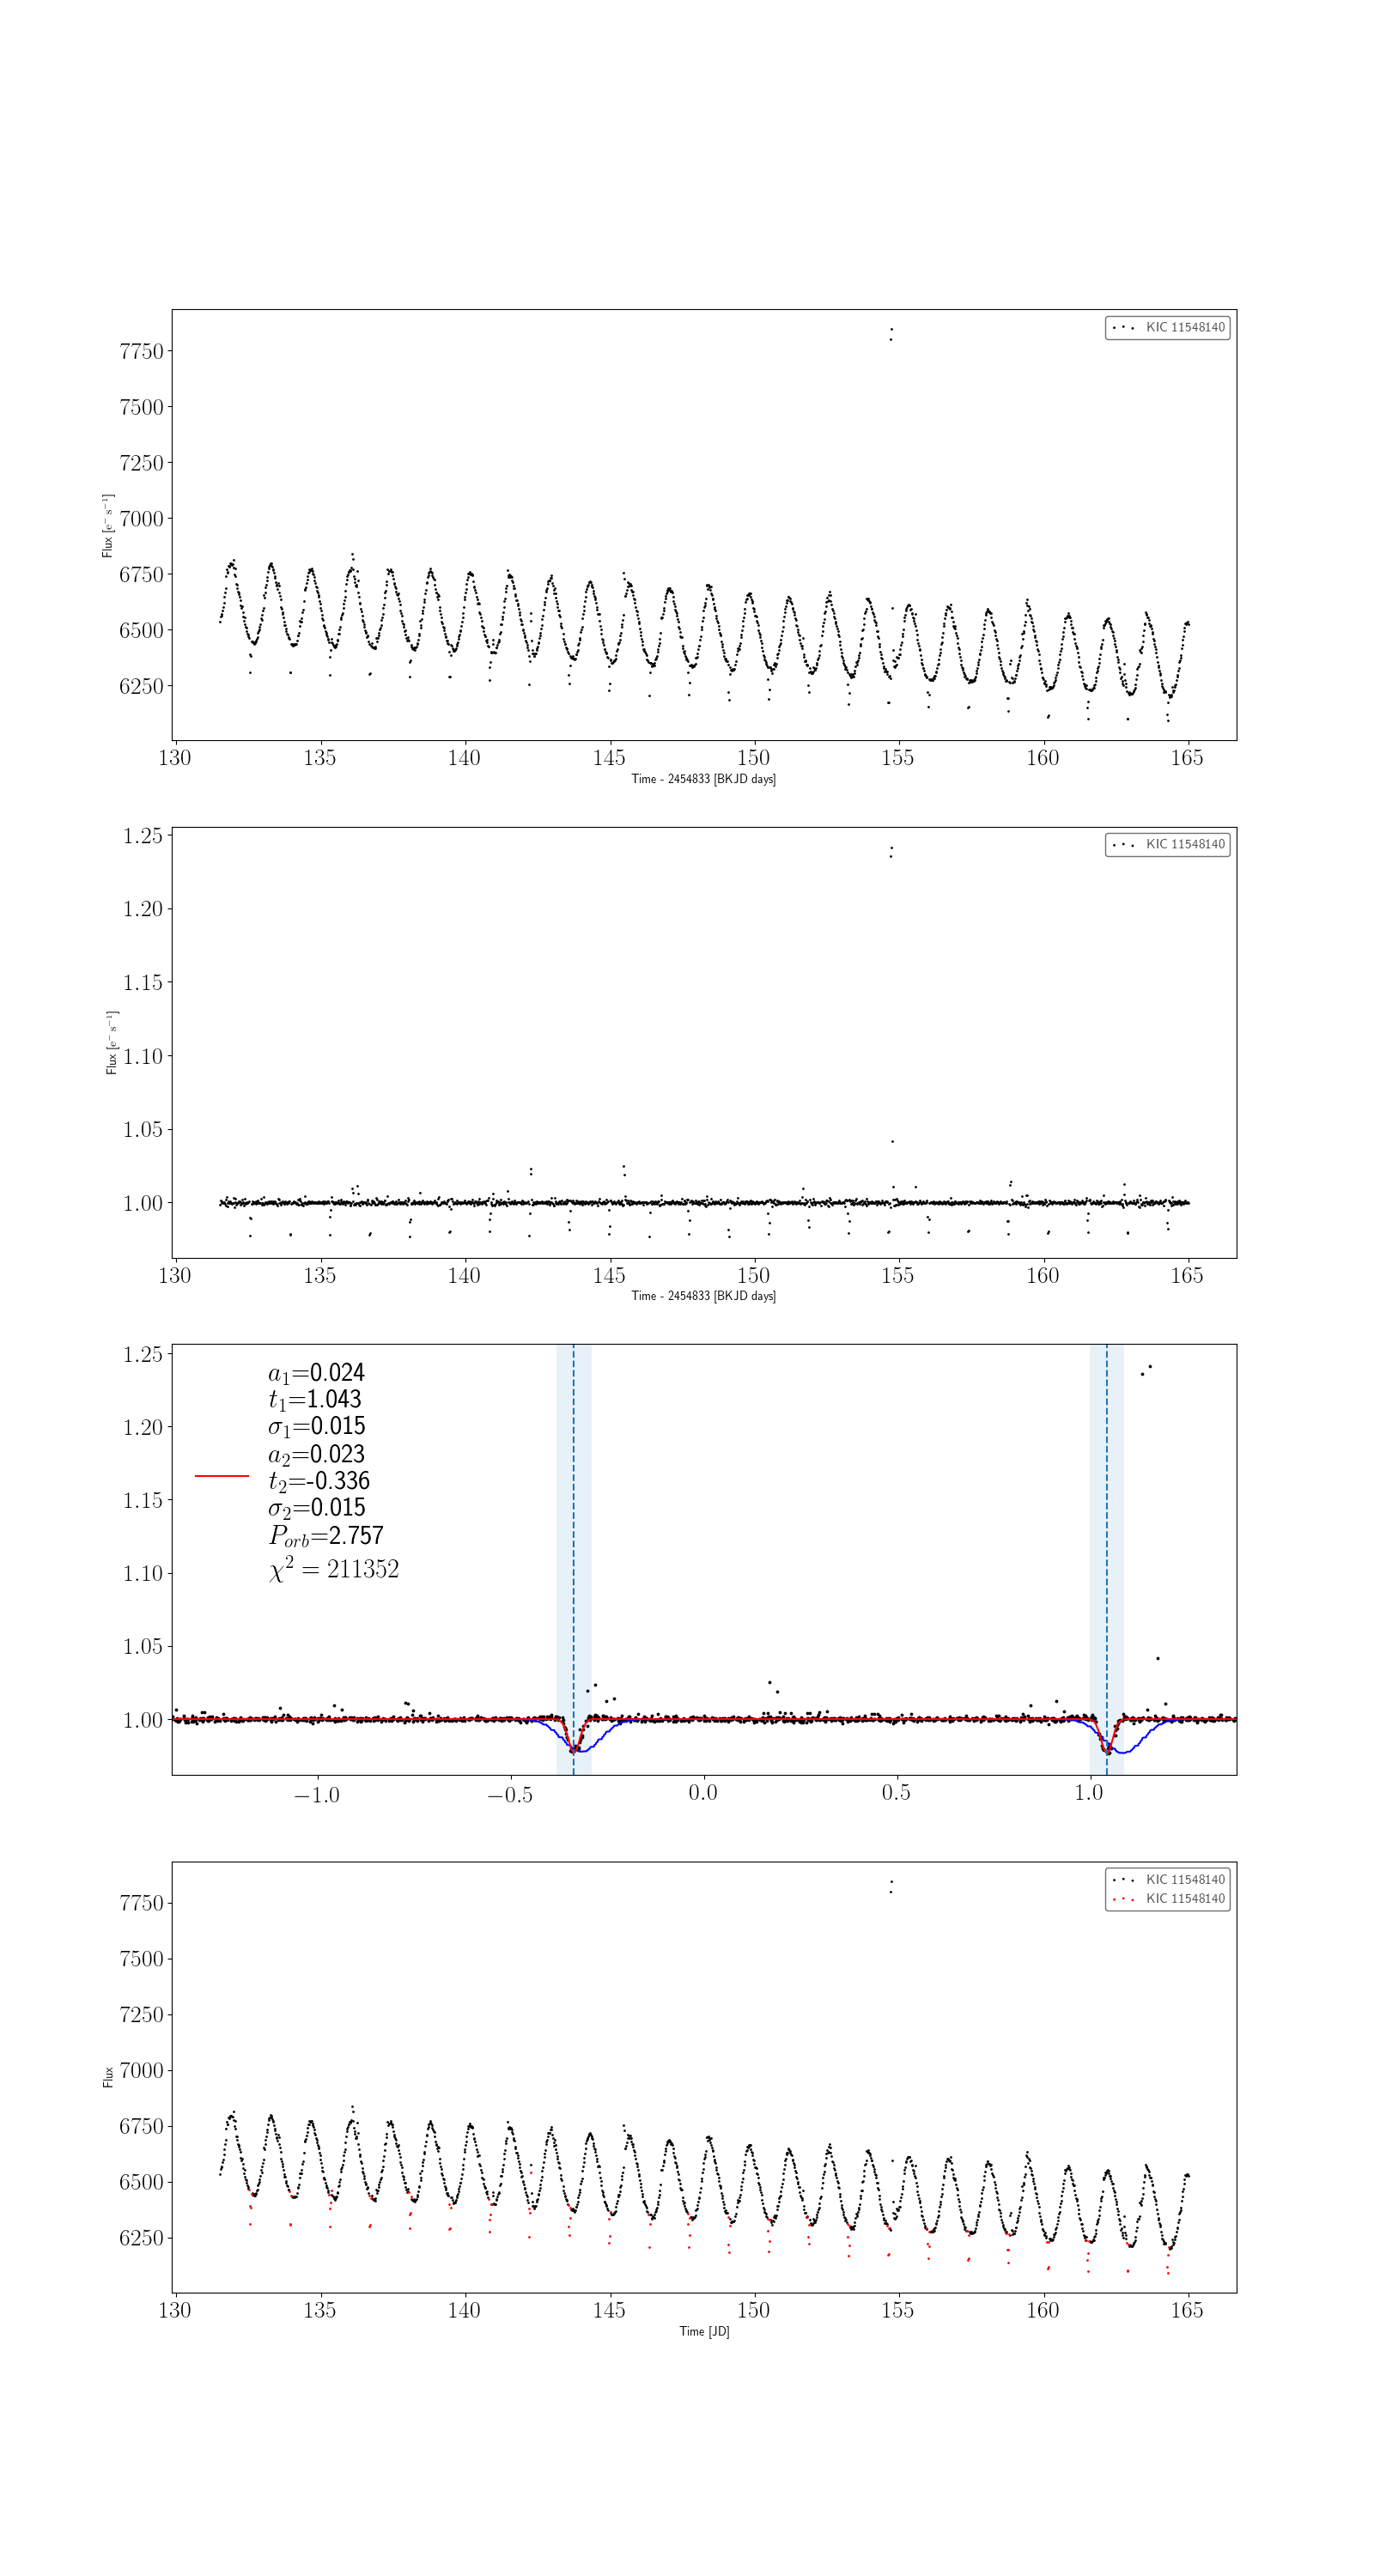 KIC 11548140
7750
7500
7250
7000
6750
6500
6250
Flux [e⁻ s⁻¹]
130 135 140 145 150 155 160 165
Time - 2454833 [BKJD days]
KIC 11548140
1.25
1.20
1.15
1.10
1.05
1.00
Flux [e⁻ s⁻¹]
130 135 140 145 150 155 160 165
Time - 2454833 [BKJD days]
1.25
1.20
1.15
1.10
1.05
1.00
a₁=0.024
t₁=1.043
σ₁=0.015
a₂=0.023
t₂=-0.336
σ₂=0.015
P_orb=2.757
χ² = 211352
−1.0 −0.5 0.0 0.5 1.0
KIC 11548140
KIC 11548140
7750
7500
7250
7000
6750
6500
6250
Flux
130 135 140 145 150 155 160 165
Time [JD]